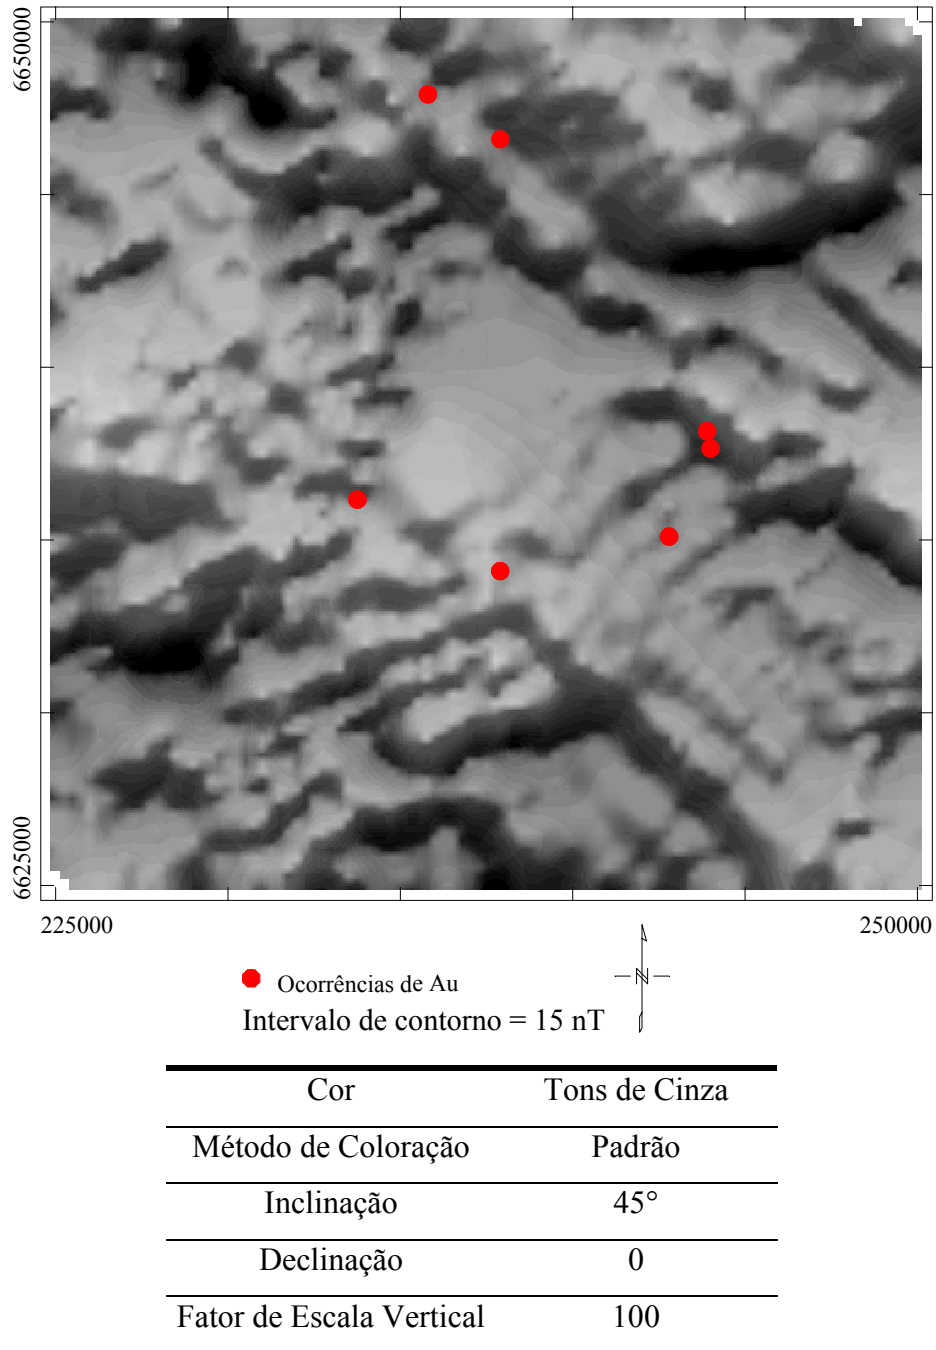 6650000
6625000
225000
250000
N
Ocorrências de Au
Intervalo de contorno = 15 nT
Cor Tons de Cinza
Método de Coloração Padrão
Inclinação 45°
Declinação 0
Fator de Escala Vertical 100